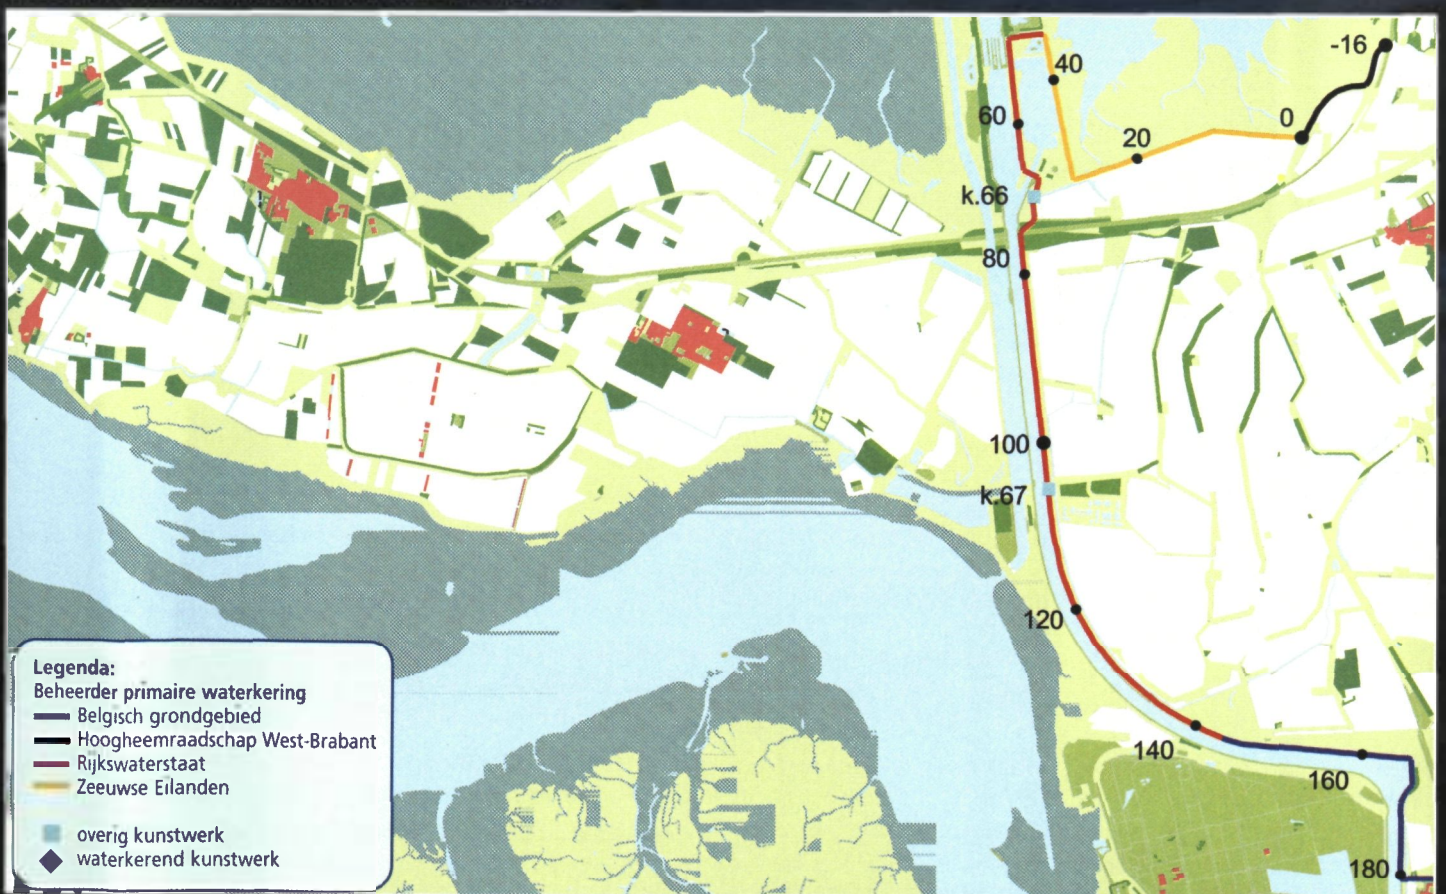 -16
40
0
60
20
k.66
80
100
k.67
120
140
160
180
Legenda:
Beheerder primaire waterkering
Belgisch grondgebied
Hoogheemraadschap West-Brabant
Rijkswaterstaat
Zeeuwse Eilanden
overig kunstwerk
waterkerend kunstwerk